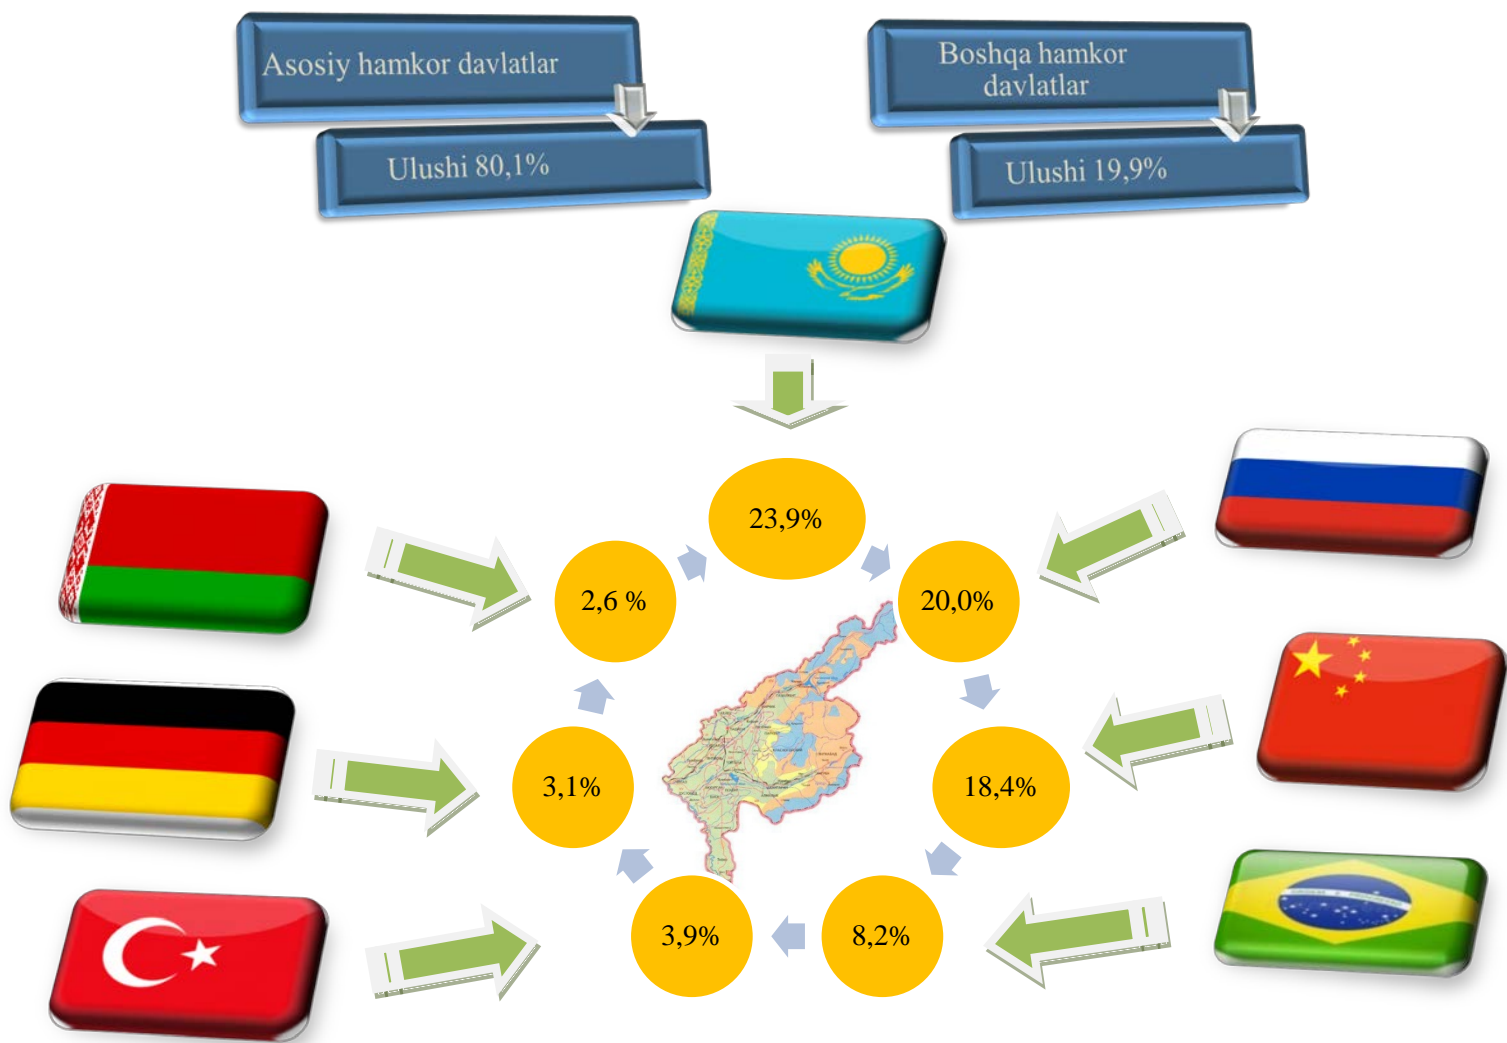 Asosiy hamkor davlatlar
Ulushi 80,1%
Boshqa hamkor
davlatlar
Ulushi 19,9%
23,9%
20,0%
18,4%
8,2%
3,9%
3,1%
2,6 %